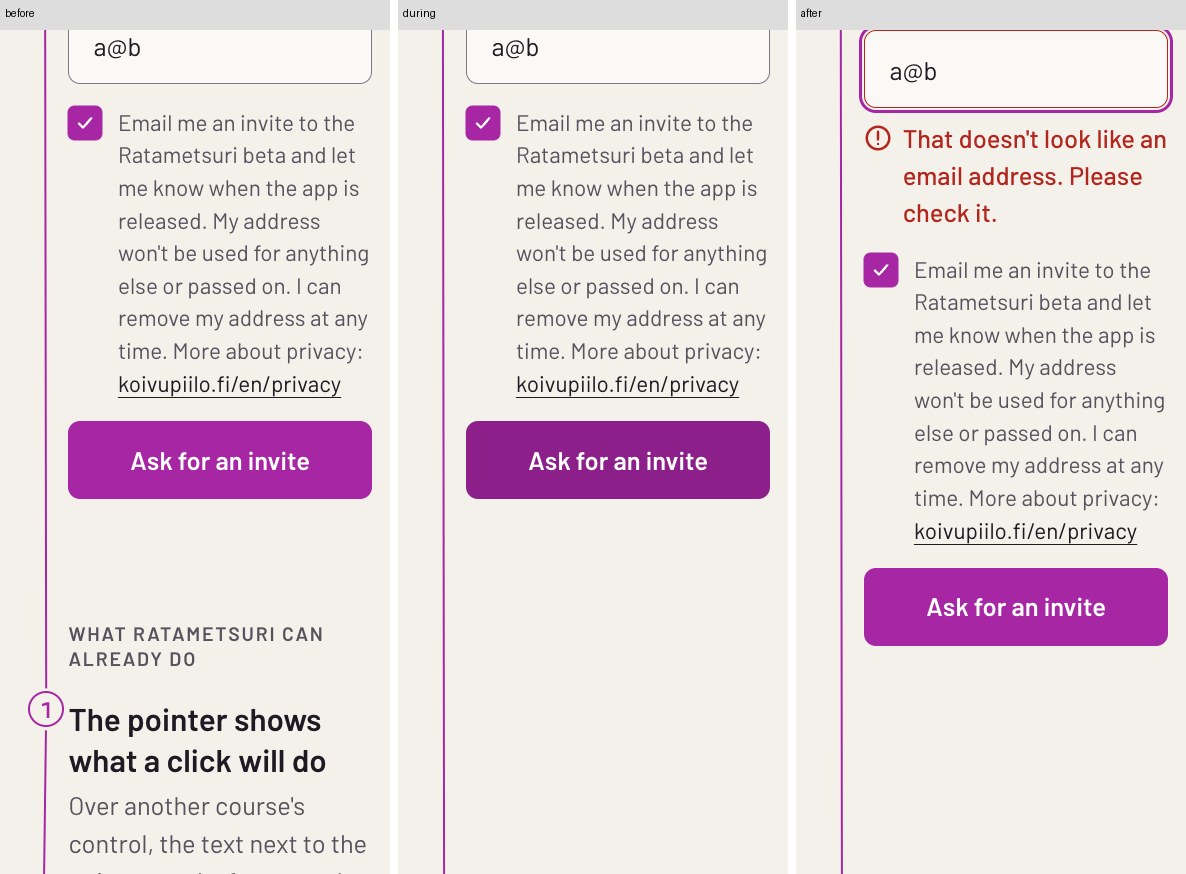 before
a@b
Email me an invite to the
Ratametsuri beta and let
me know when the app is
released. My address
won't be used for anything
else or passed on. I can
remove my address at any
time. More about privacy:
koivupiilo.fi/en/privacy
Ask for an invite
WHAT RATAMETSURI CAN
ALREADY DO
1
The pointer shows
what a click will do
Over another course's
control, the text next to the
during
a@b
Email me an invite to the
Ratametsuri beta and let
me know when the app is
released. My address
won't be used for anything
else or passed on. I can
remove my address at any
time. More about privacy:
koivupiilo.fi/en/privacy
Ask for an invite
after
a@b
That doesn't look like an
email address. Please
check it.
Email me an invite to the
Ratametsuri beta and let
me know when the app is
released. My address
won't be used for anything
else or passed on. I can
remove my address at any
time. More about privacy:
koivupiilo.fi/en/privacy
Ask for an invite